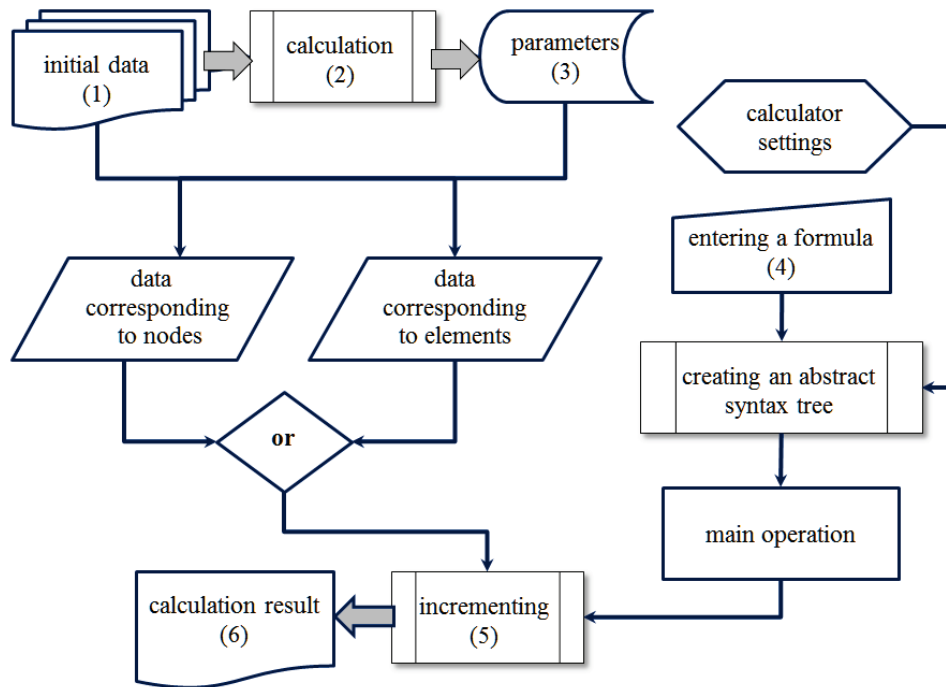 initial data
(1)
calculation
(2)
parameters
(3)
calculator
settings
entering a formula
(4)
data
corresponding
to nodes
data
corresponding
to elements
creating an abstract
syntax tree
or
main operation
incrementing
(5)
calculation result
(6)